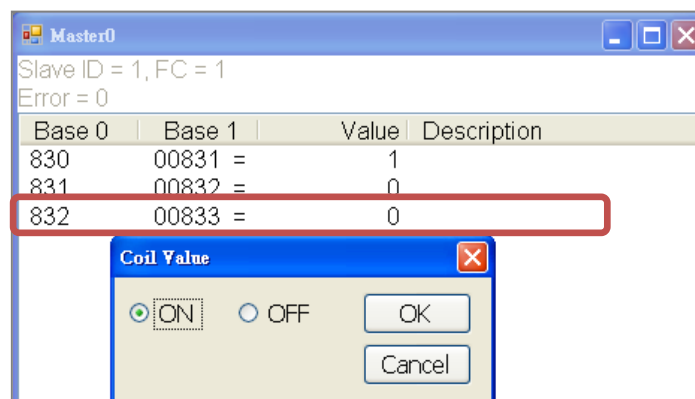 Master0
Slave ID = 1, FC = 1
Error = 0
Base 0 Base 1 Value Description
830 00831 = 1
831 00832 = 0
832 00833 = 0
Coil Value
ON OFF OK
Cancel